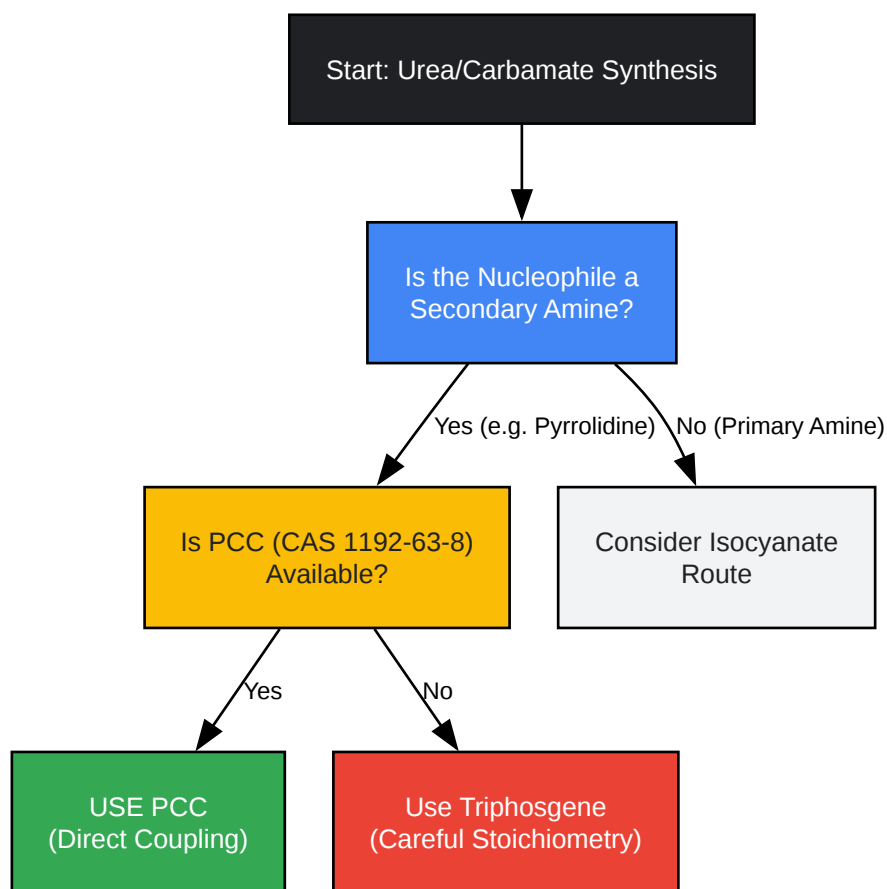 Start: Urea/Carbamate Synthesis
Is the Nucleophile a
Secondary Amine?
Yes (e.g. Pyrrolidine)
No (Primary Amine)
Is PCC (CAS 1192-63-8)
Available?
Consider Isocyanate
Route
Yes
No
USE PCC
(Direct Coupling)
Use Triphosgene
(Careful Stoichiometry)